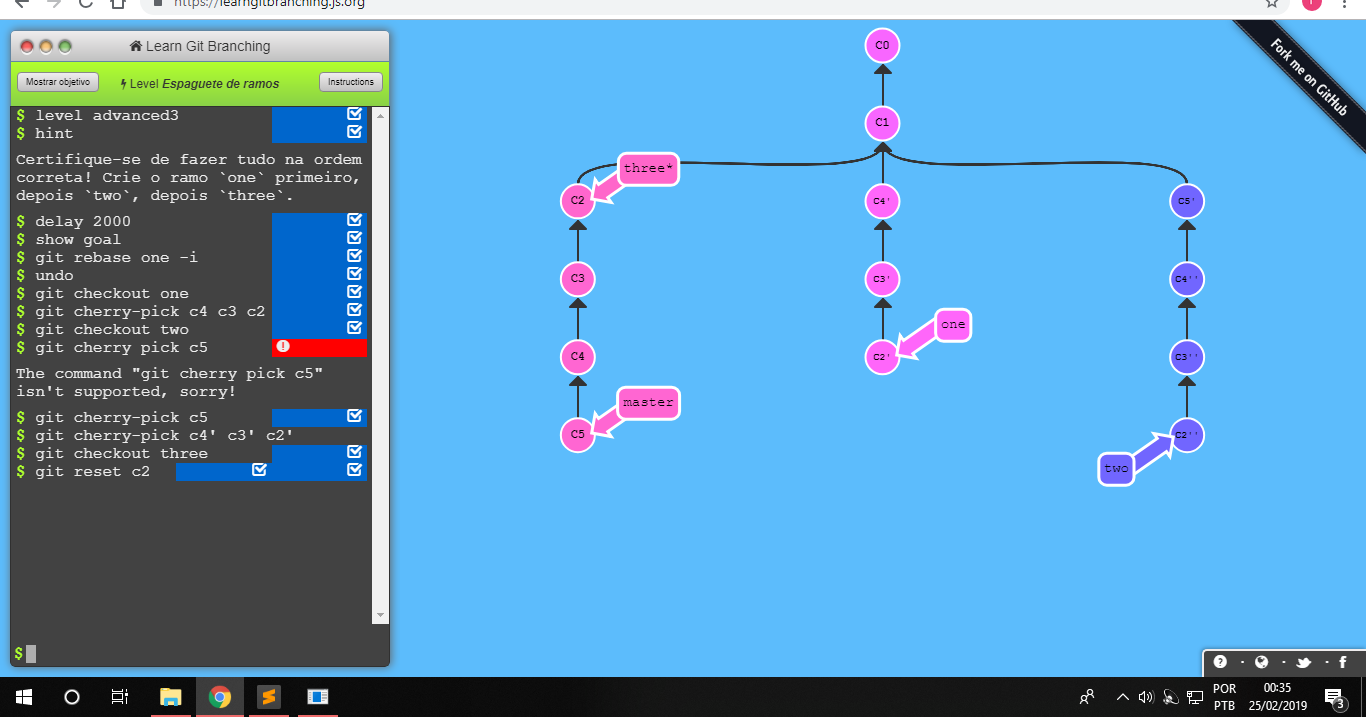 https://learngitbranching.js.org
Learn Git Branching
Mostrar objetivo
Level Espaguete de ramos
Instructions
$ level advanced3
$ hint
Certifique-se de fazer tudo na ordem
correta! Crie o ramo `one` primeiro,
depois `two`, depois `three`.
$ delay 2000
$ show goal
$ git rebase one -i
$ undo
$ git checkout one
$ git cherry-pick c4 c3 c2
$ git checkout two
$ git cherry pick c5
The command "git cherry pick c5"
isn't supported, sorry!
$ git cherry-pick c5
$ git cherry-pick c4' c3' c2'
$ git checkout three
$ git reset c2
$
C0
C1
three*
C2
C4'
C5'
C3
C3'
C4''
one
C4
C2'
C3''
master
C5
C2''
two
Fork me on GitHub
POR
PTB
00:35
25/02/2019
3